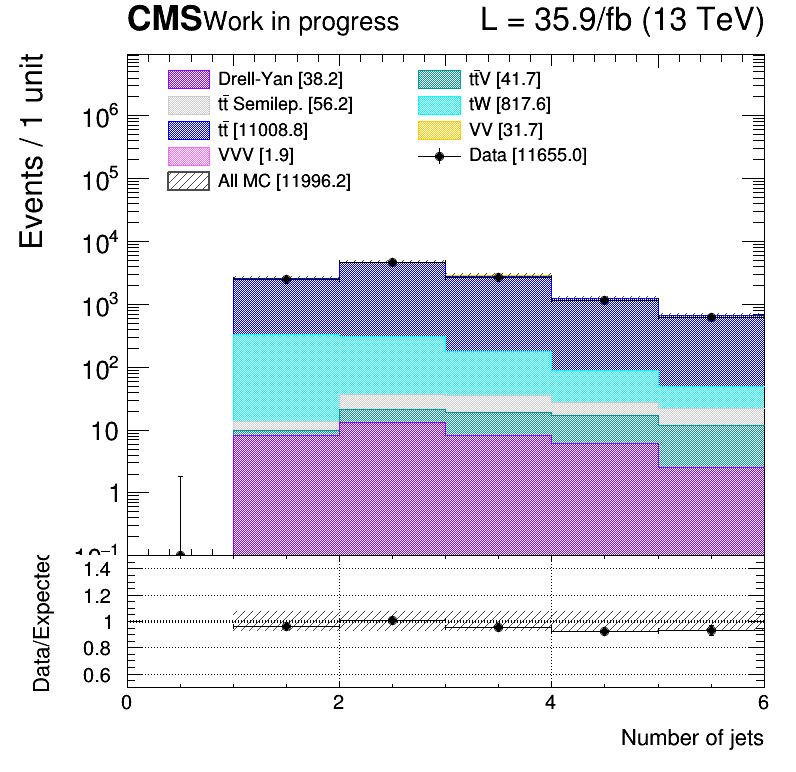 CMS Work in progress L = 35.9/fb (13 TeV)
Events / 1 unit
Drell-Yan [38.2] tt̄V [41.7]
tt̄ Semilep. [56.2] tW [817.6]
tt̄ [11008.8] VV [31.7]
VVV [1.9] Data [11655.0]
All MC [11996.2]
10⁶
10⁵
10⁴
10³
10²
10
1
10⁻¹
Data/Expected
1.4
1.2
1
0.8
0.6
0 2 4 6
Number of jets